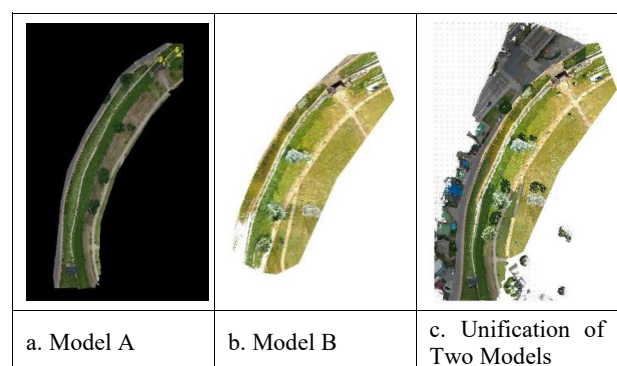 a. Model A
b. Model B
c. Unification of
Two Models